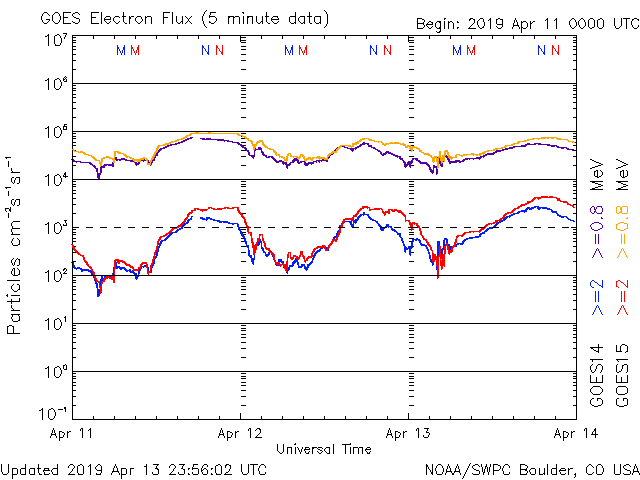 GOES Electron Flux (5 minute data)
Begin: 2019 Apr 11 0000 UTC
10⁷
10⁶
10⁵
10⁴
10³
10²
10¹
10⁰
10⁻¹
M M N N M M N N M M N N
Particles cm⁻²s⁻¹sr⁻¹
Apr 11
Apr 12
Apr 13
Apr 14
Universal Time
GOES14 >=2 >=0.8 MeV
GOES15 >=2 >=0.8 MeV
Updated 2019 Apr 13 23:56:02 UTC
NOAA/SWPC Boulder, CO USA